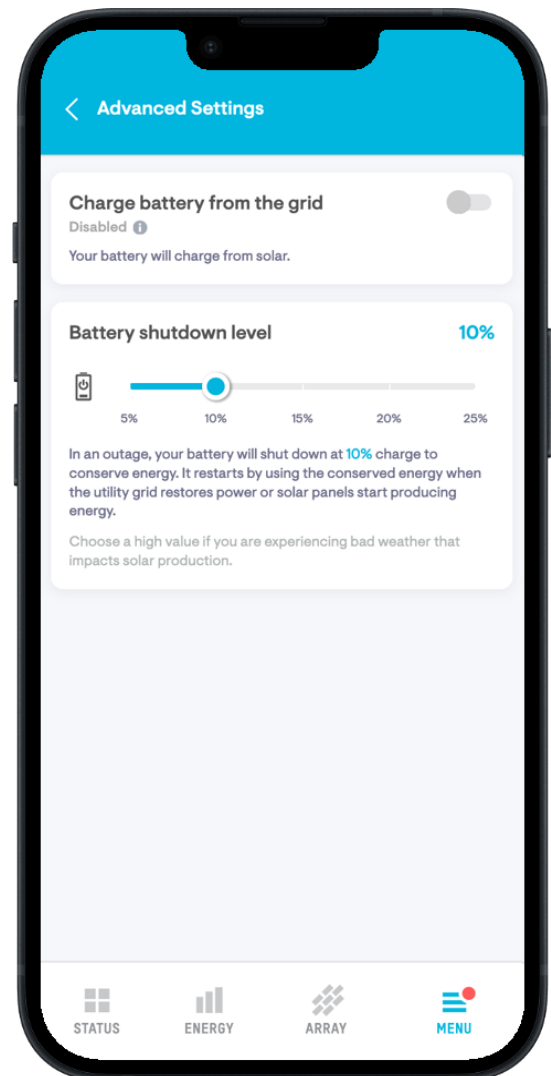 Advanced Settings
Charge battery from the grid
Disabled
Your battery will charge from solar.
Battery shutdown level 10%
5% 10% 15% 20% 25%
In an outage, your battery will shut down at 10% charge to
conserve energy. It restarts by using the conserved energy when
the utility grid restores power or solar panels start producing
energy.
Choose a high value if you are experiencing bad weather that
impacts solar production.
STATUS ENERGY ARRAY MENU